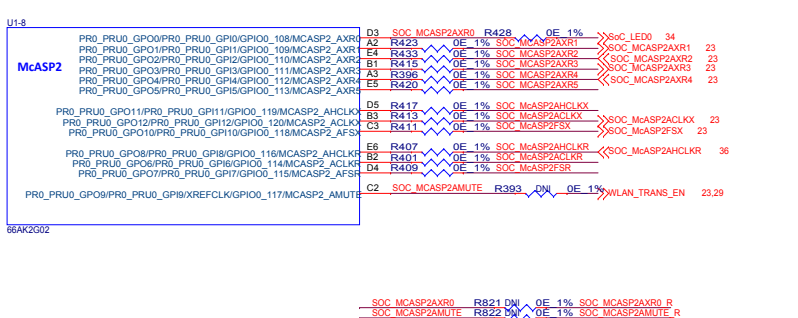 U1-8
McASP2
PR0_PRU0_GPO0/PR0_PRU0_GPI0/GPIO0_108/MCASP2_AXR0 D3 SOC_MCASP2AXR0 R428 0E_1% SoC_LED0 34
PR0_PRU0_GPO1/PR0_PRU0_GPI1/GPIO0_109/MCASP2_AXR1 A2 R423 0E_1% SOC_MCASP2AXR1 SOC_MCASP2AXR1 23
PR0_PRU0_GPO2/PR0_PRU0_GPI2/GPIO0_110/MCASP2_AXR2 E4 R433 0E_1% SOC_MCASP2AXR2 SOC_MCASP2AXR2 23
PR0_PRU0_GPO3/PR0_PRU0_GPI3/GPIO0_111/MCASP2_AXR3 B1 R415 0E_1% SOC_MCASP2AXR3 SOC_MCASP2AXR3 23
PR0_PRU0_GPO4/PR0_PRU0_GPI4/GPIO0_112/MCASP2_AXR4 A3 R396 0E_1% SOC_MCASP2AXR4 SOC_MCASP2AXR4 23
PR0_PRU0_GPO5/PR0_PRU0_GPI5/GPIO0_113/MCASP2_AXR5 E5 R420 0E_1% SOC_MCASP2AXR5
PR0_PRU0_GPO11/PR0_PRU0_GPI11/GPIO0_119/MCASP2_AHCLKX D5 R417 0E_1% SOC_McASP2AHCLKX
PR0_PRU0_GPO12/PR0_PRU0_GPI12/GPIO0_120/MCASP2_ACLKX B3 R413 0E_1% SOC_McASP2ACLKX SOC_McASP2ACLKX 23
PR0_PRU0_GPO10/PR0_PRU0_GPI10/GPIO0_118/MCASP2_AFSX C3 R411 0E_1% SOC_McASP2FSX SOC_McASP2FSX 23
PR0_PRU0_GPO8/PR0_PRU0_GPI8/GPIO0_116/MCASP2_AHCLKR E6 R407 0E_1% SOC_McASP2AHCLKR SOC_McASP2AHCLKR 36
PR0_PRU0_GPO6/PR0_PRU0_GPI6/GPIO0_114/MCASP2_ACLKR B2 R401 0E_1% SOC_McASP2ACLKR
PR0_PRU0_GPO7/PR0_PRU0_GPI7/GPIO0_115/MCASP2_AFSR D4 R409 0E_1% SOC_McASP2FSR
PR0_PRU0_GPO9/PR0_PRU0_GPI9/XREFCLK/GPIO0_117/MCASP2_AMUTE C2 SOC_MCASP2AMUTE R393 DNI 0E_1% WLAN_TRANS_EN 23,29
66AK2G02
SOC_MCASP2AXR0 R821 DNI 0E_1% SOC_MCASP2AXR0_R
SOC_MCASP2AMUTE R822 DNI 0E_1% SOC_MCASP2AMUTE_R